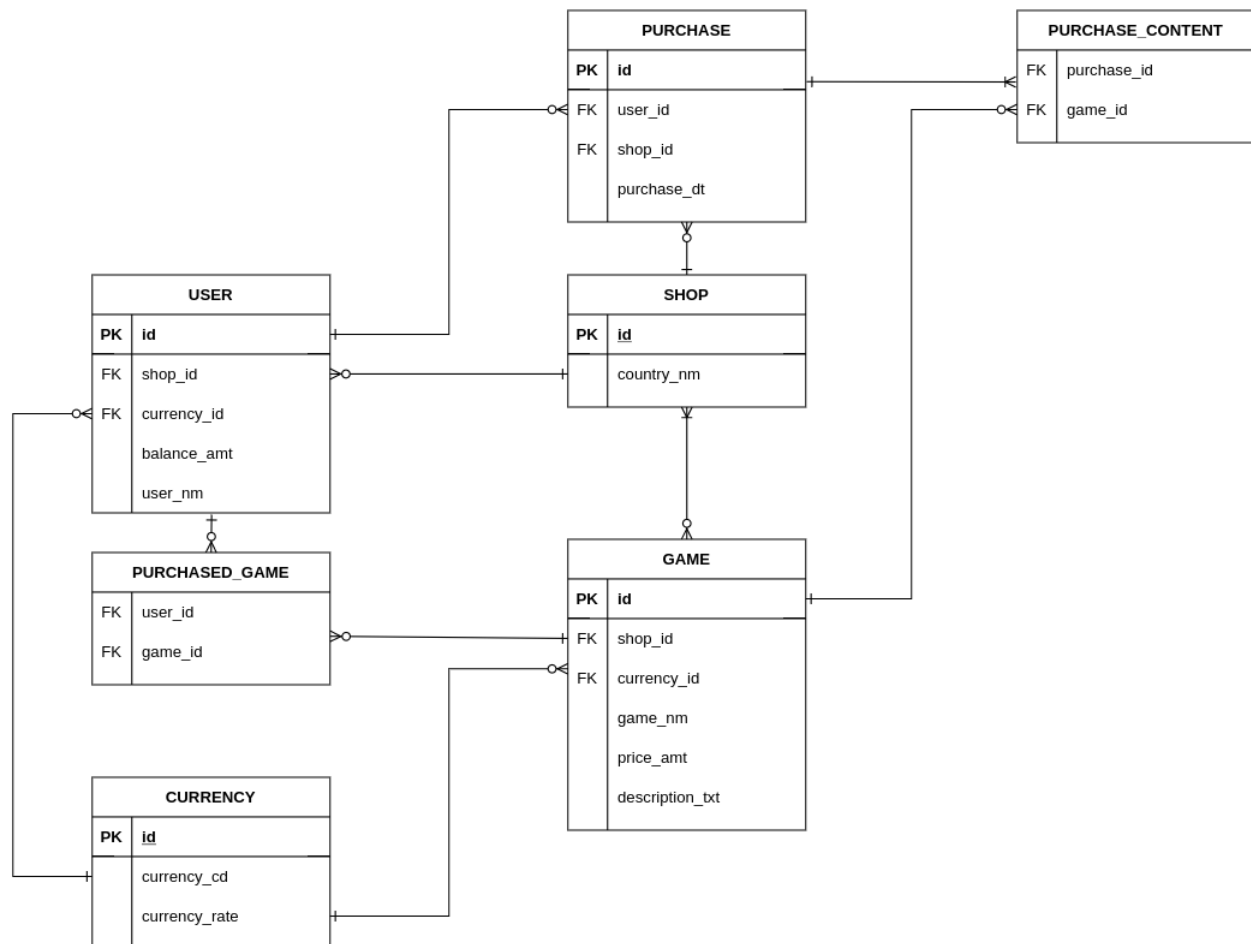 PURCHASE
PK id
FK user_id
FK shop_id
purchase_dt
PURCHASE_CONTENT
FK purchase_id
FK game_id
USER
PK id
FK shop_id
FK currency_id
balance_amt
user_nm
SHOP
PK id
country_nm
PURCHASED_GAME
FK user_id
FK game_id
GAME
PK id
FK shop_id
FK currency_id
game_nm
price_amt
description_txt
CURRENCY
PK id
currency_cd
currency_rate